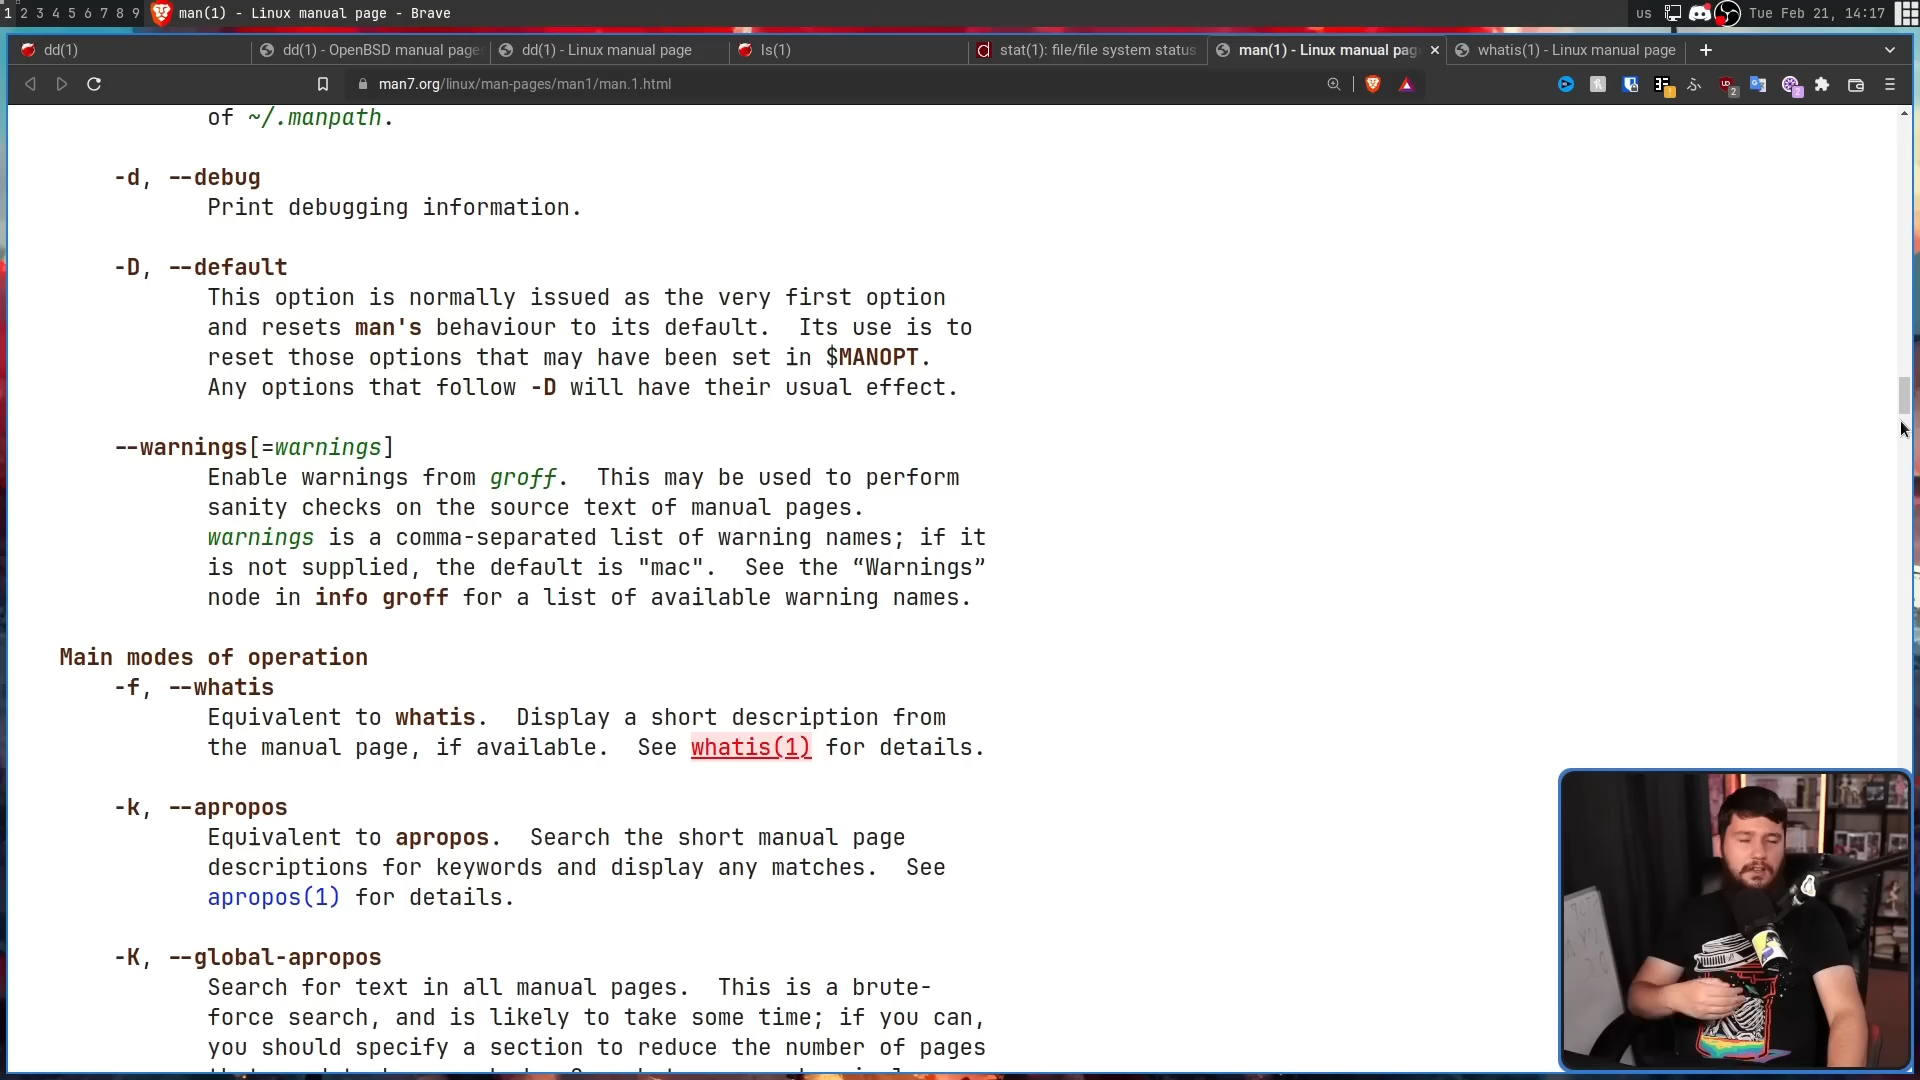 1 2 3 4 5 6 7 8 9 man(1) - Linux manual page - Brave us Tue Feb 21, 14:17
dd(1) dd(1) - OpenBSD manual page dd(1) - Linux manual page ls(1) stat(1): file/file system status man(1) - Linux manual pag whatis(1) - Linux manual page
man7.org/linux/man-pages/man1/man.1.html
of ~/.manpath.
-d, --debug
Print debugging information.
-D, --default
This option is normally issued as the very first option
and resets man's behaviour to its default. Its use is to
reset those options that may have been set in $MANOPT.
Any options that follow -D will have their usual effect.
--warnings[=warnings]
Enable warnings from groff. This may be used to perform
sanity checks on the source text of manual pages.
warnings is a comma-separated list of warning names; if it
is not supplied, the default is "mac". See the “Warnings”
node in info groff for a list of available warning names.
Main modes of operation
-f, --whatis
Equivalent to whatis. Display a short description from
the manual page, if available. See whatis(1) for details.
-k, --apropos
Equivalent to apropos. Search the short manual page
descriptions for keywords and display any matches. See
apropos(1) for details.
-K, --global-apropos
Search for text in all manual pages. This is a brute-
force search, and is likely to take some time; if you can,
you should specify a section to reduce the number of pages